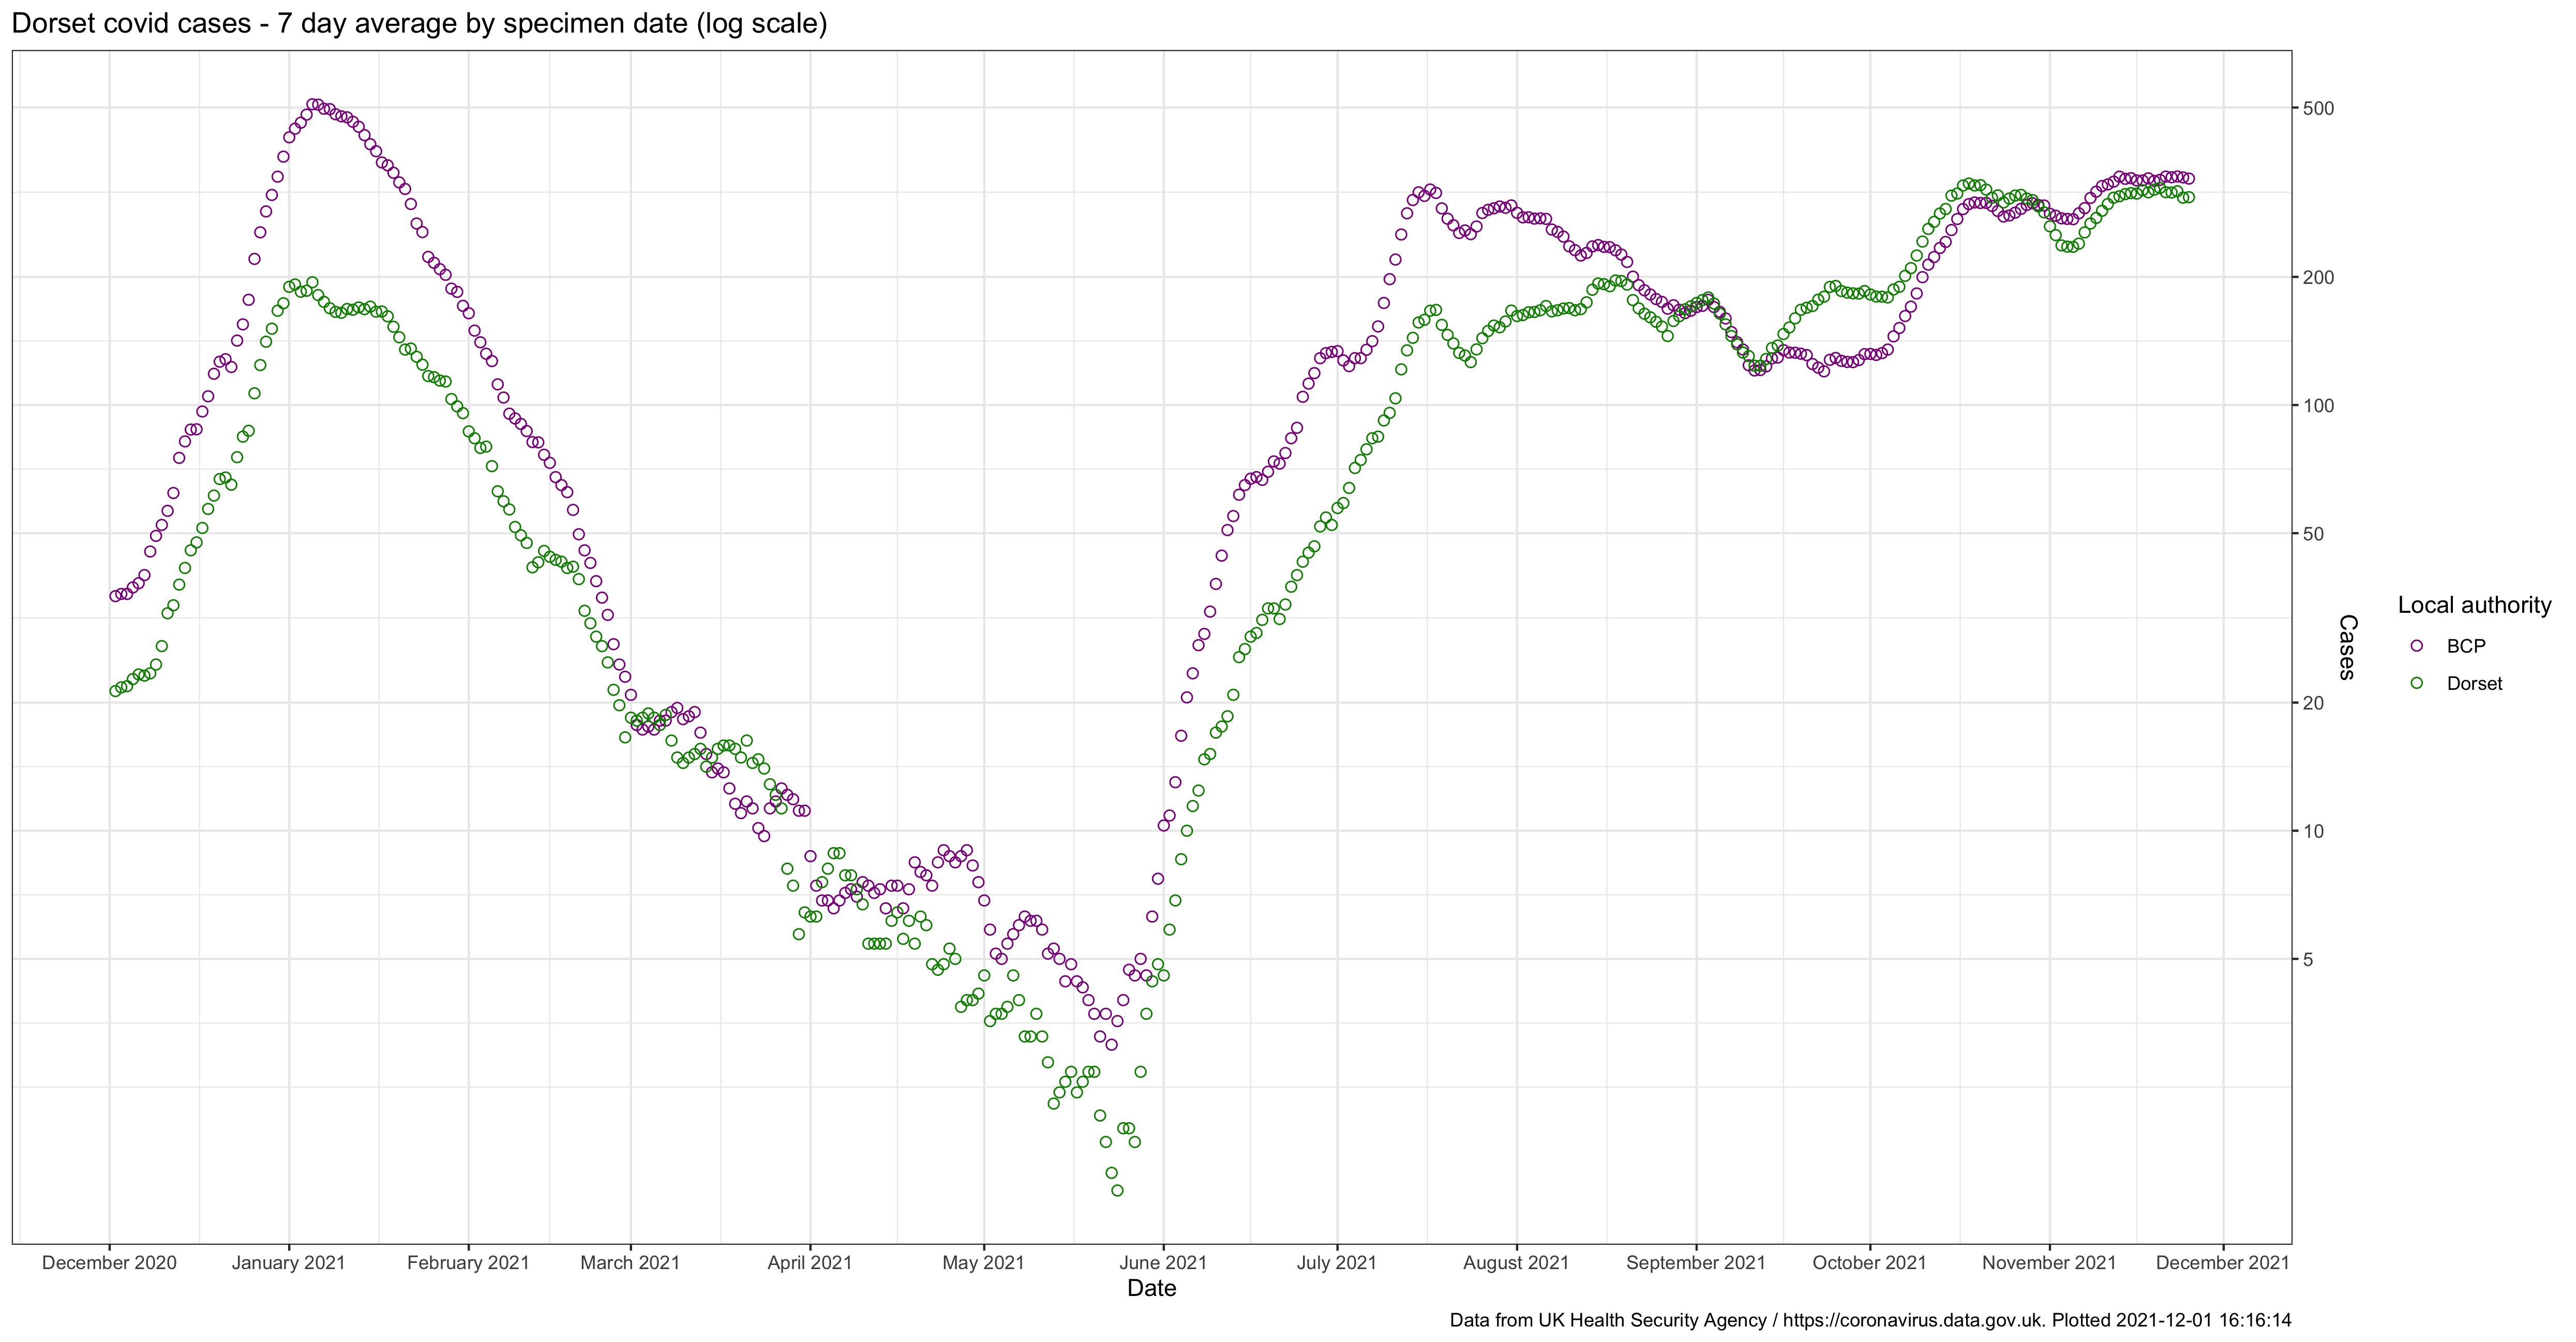 Dorset covid cases - 7 day average by specimen date (log scale)
500
200
100
50
20
10
5
Cases
Local authority
BCP
Dorset
December 2020
January 2021
February 2021
March 2021
April 2021
May 2021
June 2021
July 2021
August 2021
September 2021
October 2021
November 2021
December 2021
Date
Data from UK Health Security Agency / https://coronavirus.data.gov.uk. Plotted 2021-12-01 16:16:14